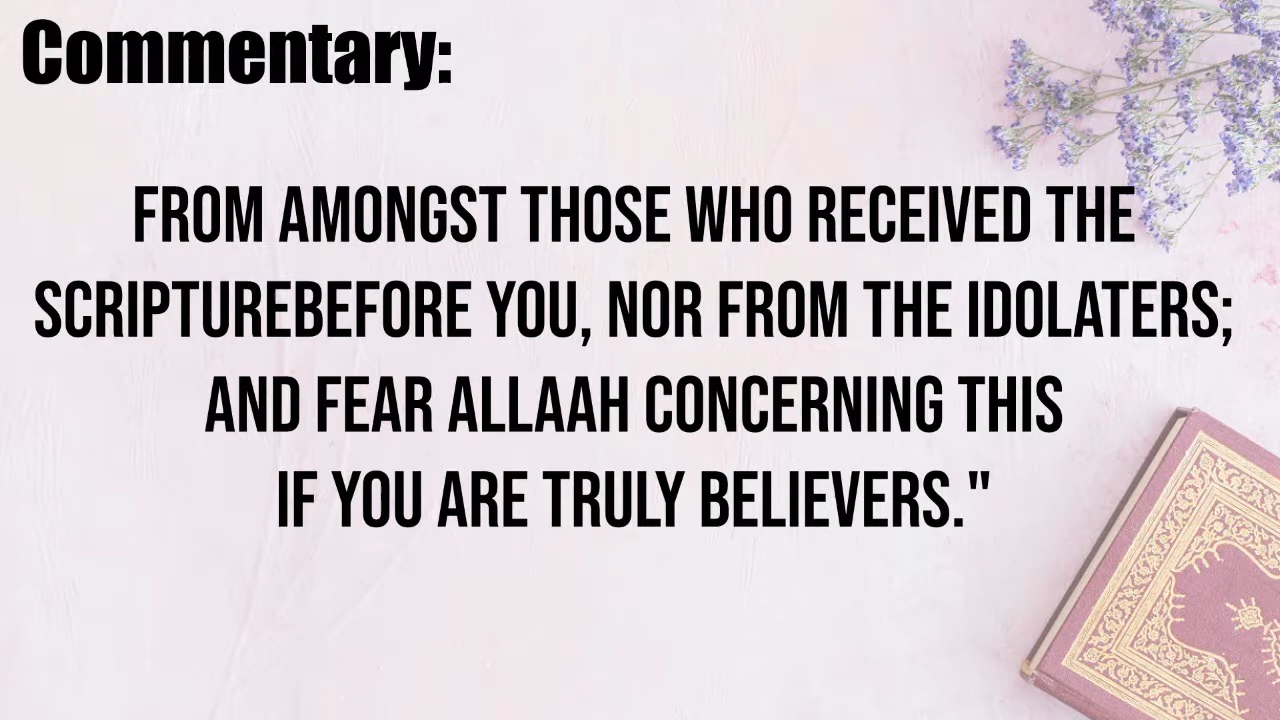 Commentary:
FROM AMONGST THOSE WHO RECEIVED THE
SCRIPTUREBEFORE YOU, NOR FROM THE IDOLATERS;
AND FEAR ALLAAH CONCERNING THIS
IF YOU ARE TRULY BELIEVERS."